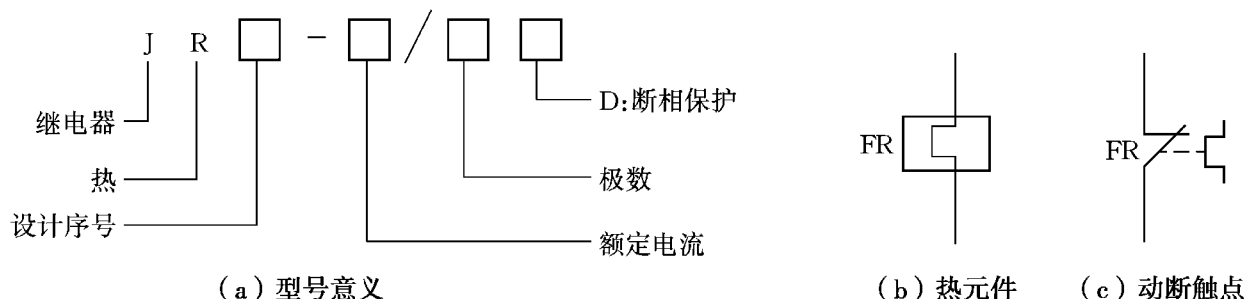 J R □ - □ / □ □
D:断相保护
继电器
热
极数
设计序号
额定电流
(a)型号意义
FR
(b)热元件
FR
(c)动断触点